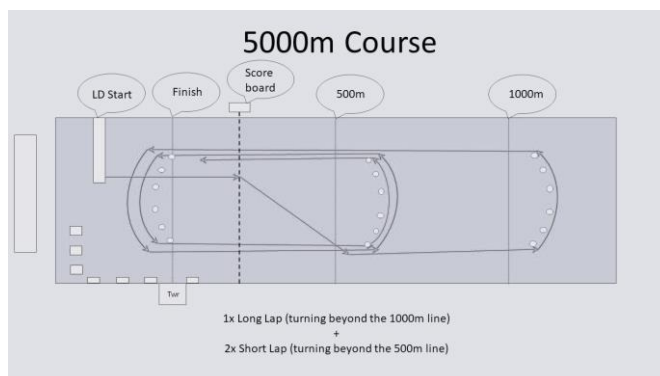 5000m Course
LD Start
Finish
Score
board
500m
1000m
Twr
1x Long Lap (turning beyond the 1000m line)
+
2x Short Lap (turning beyond the 500m line)